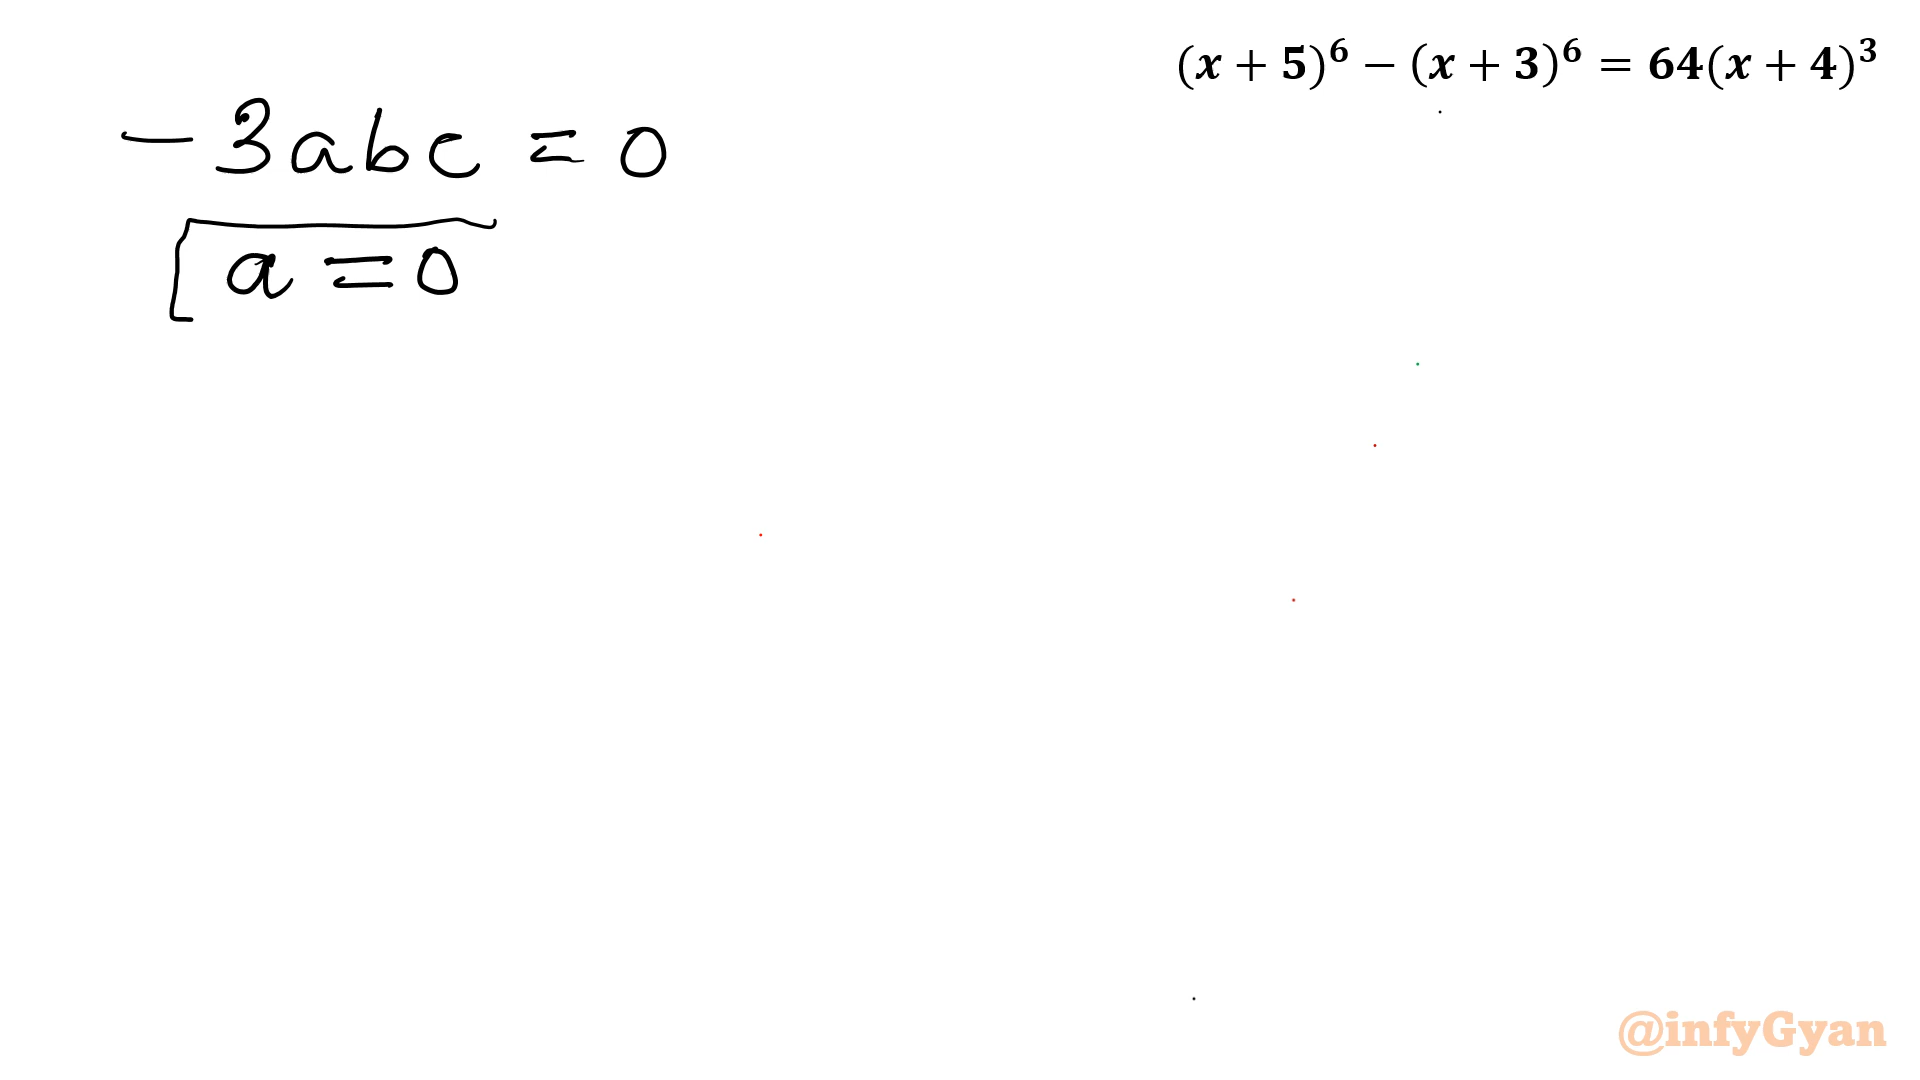 (x + 5)⁶ − (x + 3)⁶ = 64(x + 4)³
− 3abc = 0
a = 0
@infyGyan